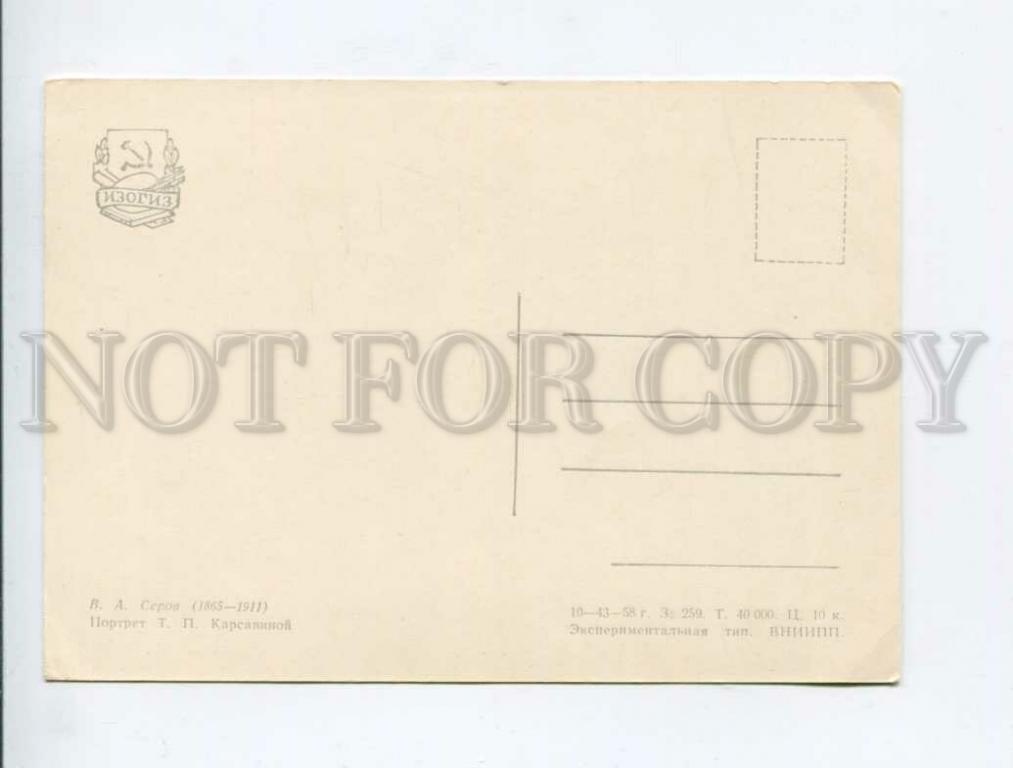 ИЗОГИЗ
NOT FOR COPY
В. А. Серов (1865—1911)
Портрет Т. П. Карсавиной
10—43—58 г. З. 259. Т. 40 000. Ц. 10 к.
Экспериментальная тип. ВНИИПП.